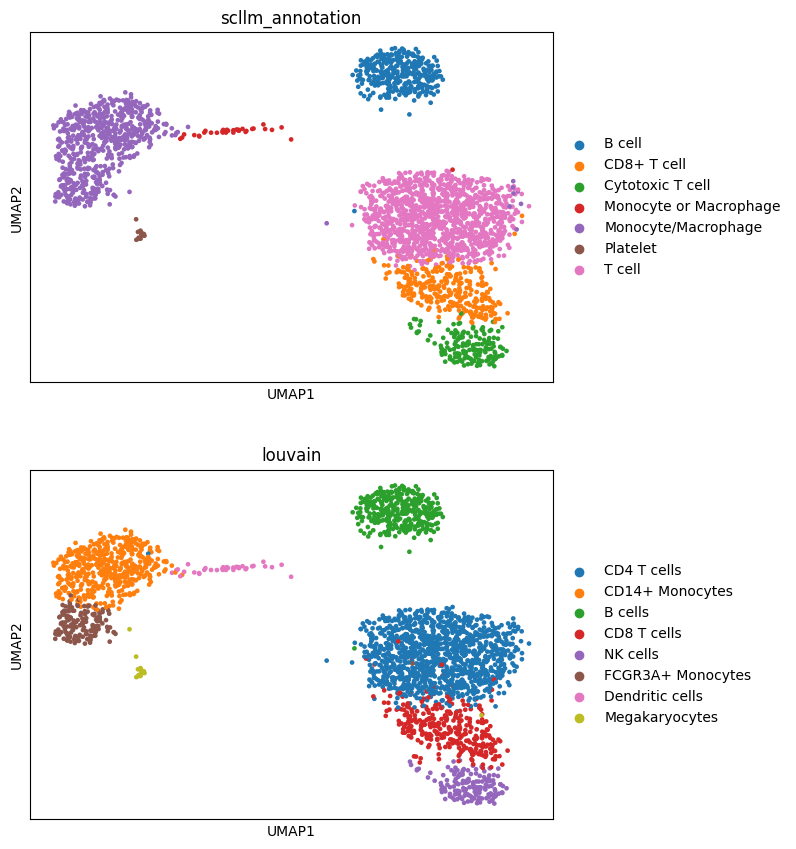 scllm_annotation
UMAP2
UMAP1
B cell
CD8+ T cell
Cytotoxic T cell
Monocyte or Macrophage
Monocyte/Macrophage
Platelet
T cell
louvain
UMAP2
UMAP1
CD4 T cells
CD14+ Monocytes
B cells
CD8 T cells
NK cells
FCGR3A+ Monocytes
Dendritic cells
Megakaryocytes